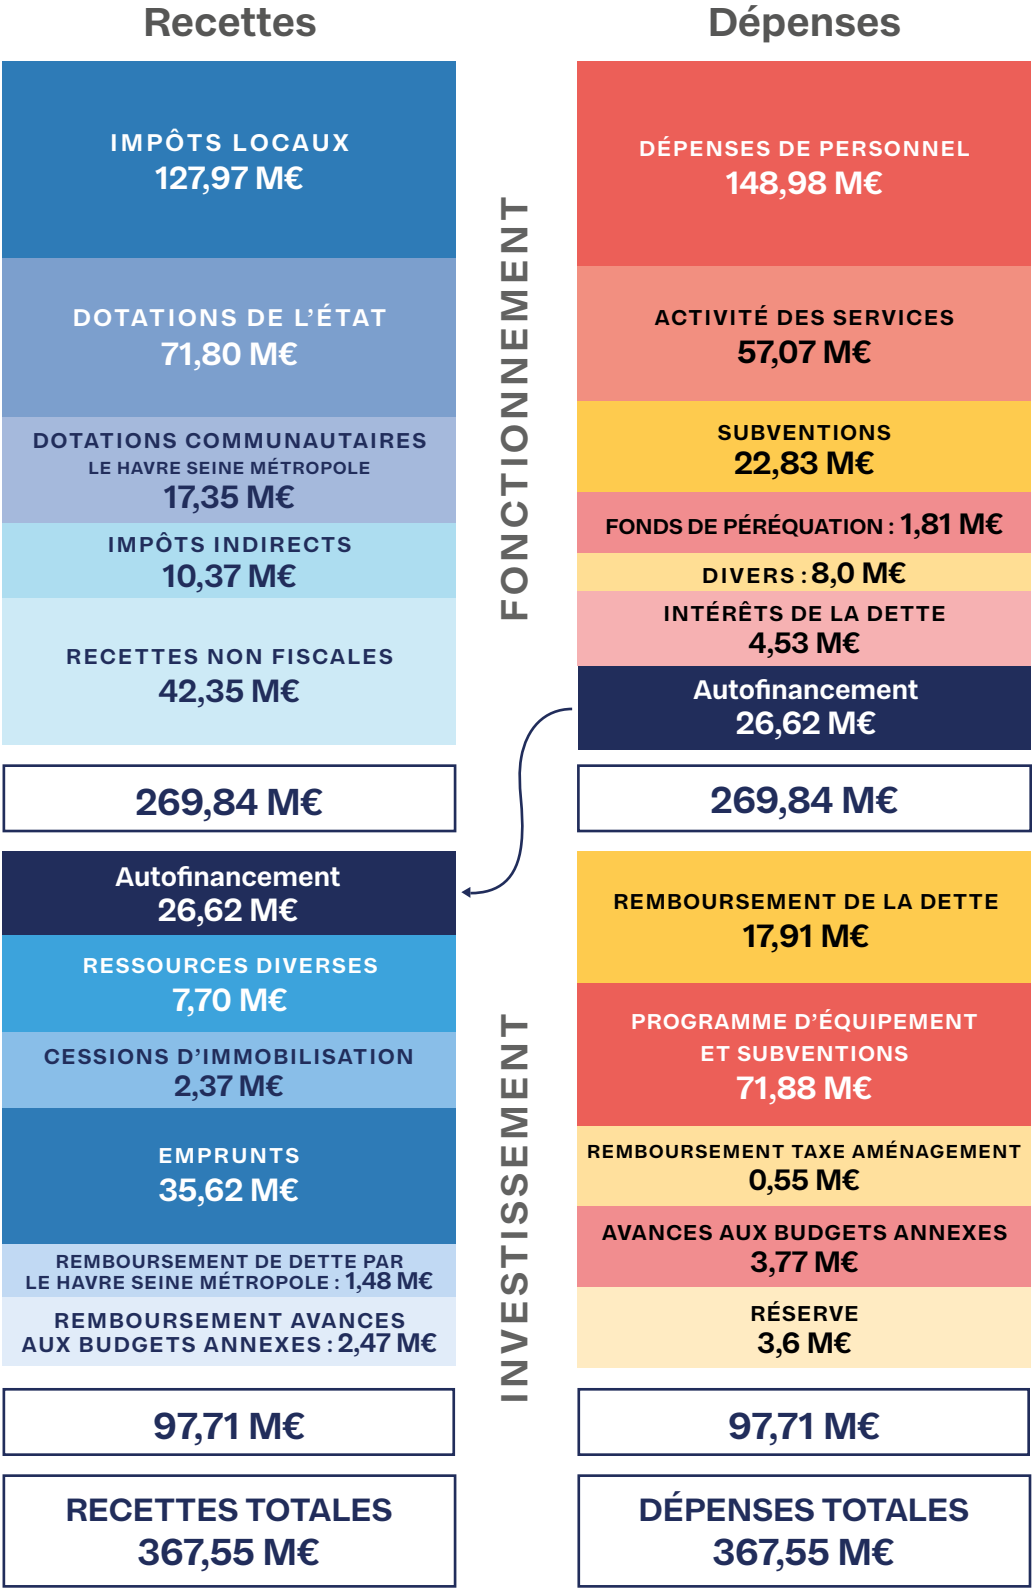 Recettes
IMPÔTS LOCAUX
127,97 M€
DOTATIONS DE L’ÉTAT
71,80 M€
DOTATIONS COMMUNAUTAIRES
LE HAVRE SEINE MÉTROPOLE
17,35 M€
IMPÔTS INDIRECTS
10,37 M€
RECETTES NON FISCALES
42,35 M€
269,84 M€
FONCTIONNEMENT
Dépenses
DÉPENSES DE PERSONNEL
148,98 M€
ACTIVITÉ DES SERVICES
57,07 M€
SUBVENTIONS
22,83 M€
FONDS DE PÉRÉQUATION : 1,81 M€
DIVERS : 8,0 M€
INTÉRÊTS DE LA DETTE
4,53 M€
Autofinancement
26,62 M€
269,84 M€
Autofinancement
26,62 M€
RESSOURCES DIVERSES
7,70 M€
CESSIONS D’IMMOBILISATION
2,37 M€
EMPRUNTS
35,62 M€
REMBOURSEMENT DE DETTE PAR
LE HAVRE SEINE MÉTROPOLE : 1,48 M€
REMBOURSEMENT AVANCES
AUX BUDGETS ANNEXES : 2,47 M€
97,71 M€
RECETTES TOTALES
367,55 M€
INVESTISSEMENT
REMBOURSEMENT DE LA DETTE
17,91 M€
PROGRAMME D’ÉQUIPEMENT
ET SUBVENTIONS
71,88 M€
REMBOURSEMENT TAXE AMÉNAGEMENT
0,55 M€
AVANCES AUX BUDGETS ANNEXES
3,77 M€
RÉSERVE
3,6 M€
97,71 M€
DÉPENSES TOTALES
367,55 M€